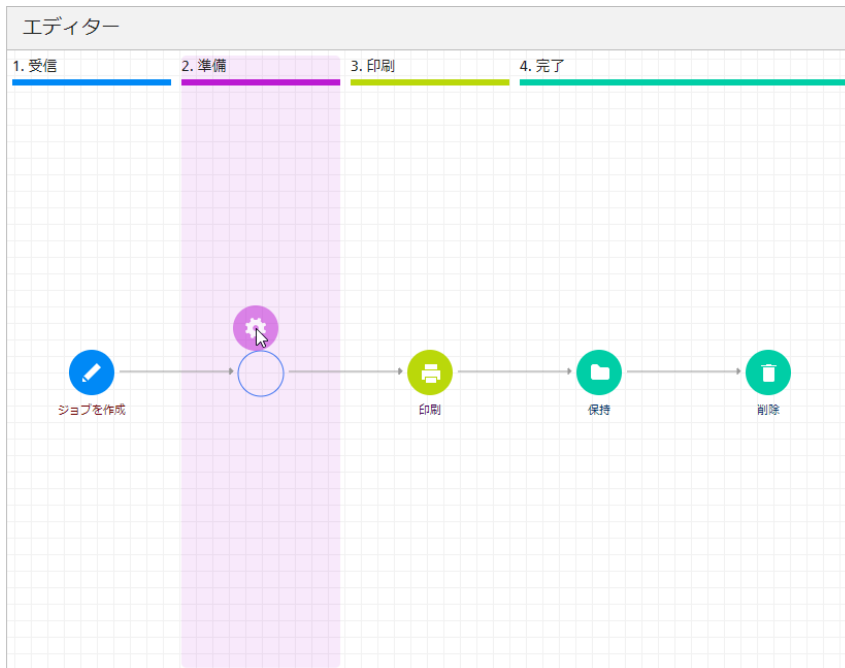 エディター
1. 受信
2. 準備
3. 印刷
4. 完了
ジョブを作成
印刷
保持
削除